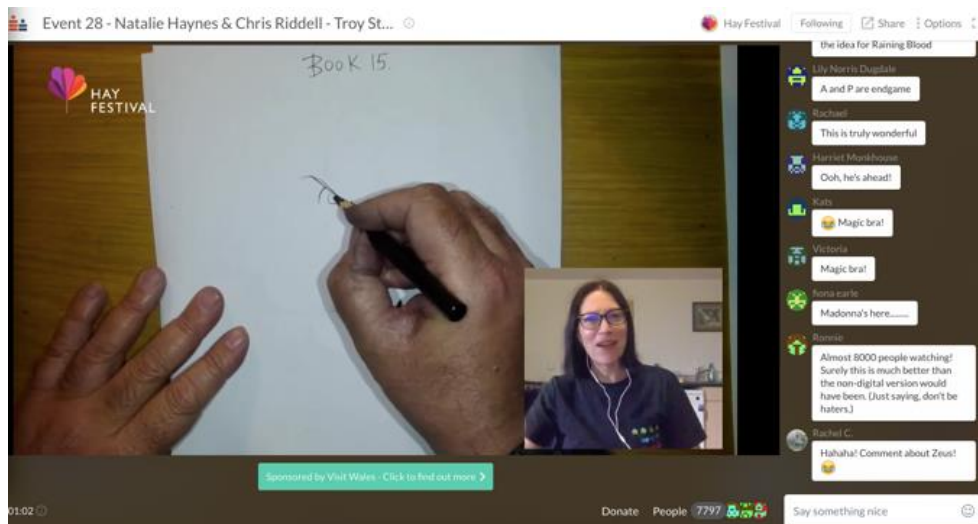 Event 28 - Natalie Haynes & Chris Riddell - Troy St...
Hay Festival
Following
Share
Options
HAY
FESTIVAL
BOOK 15.
the idea for Raining Blood
Lily Norris Dugdale
A and P are endgame
Rachael
This is truly wonderful
Harriet Monkhouse
Ooh, he's ahead!
Kats
😂 Magic bra!
Victoria
Magic bra!
fiona earle
Madonna's here.........
Ronnie
Almost 8000 people watching!
Surely this is much better than
the non-digital version would
have been. (Just saying, don't be
haters.)
Rachel C.
Hahaha! Comment about Zeus!
😂
Sponsored by Visit Wales - Click to find out more
01:02
Donate
People 7797
Say something nice